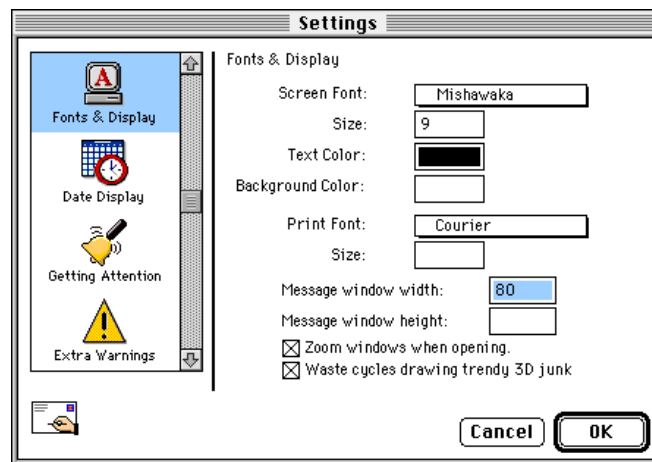 Settings
A
Fonts & Display
Date Display
Getting Attention
Extra Warnings
Fonts & Display
Screen Font: Mishawaka
Size: 9
Text Color:
Background Color:
Print Font: Courier
Size:
Message window width: 80
Message window height:
Zoom windows when opening.
Waste cycles drawing trendy 3D junk
Cancel OK